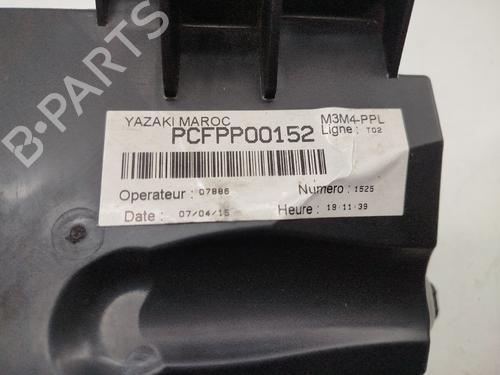 YAZAKI MAROC
M3M4-PPL
PCFPP00152
Ligne : T02
Operateur : 07886
Numero : 1525
Date : 07/04/15
Heure : 19:11:39
B-PARTS